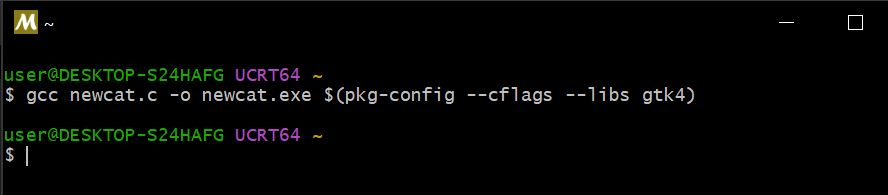 M ~
user@DESKTOP-S24HAFG UCRT64 ~
$ gcc newcat.c -o newcat.exe $(pkg-config --cflags --libs gtk4)
user@DESKTOP-S24HAFG UCRT64 ~
$